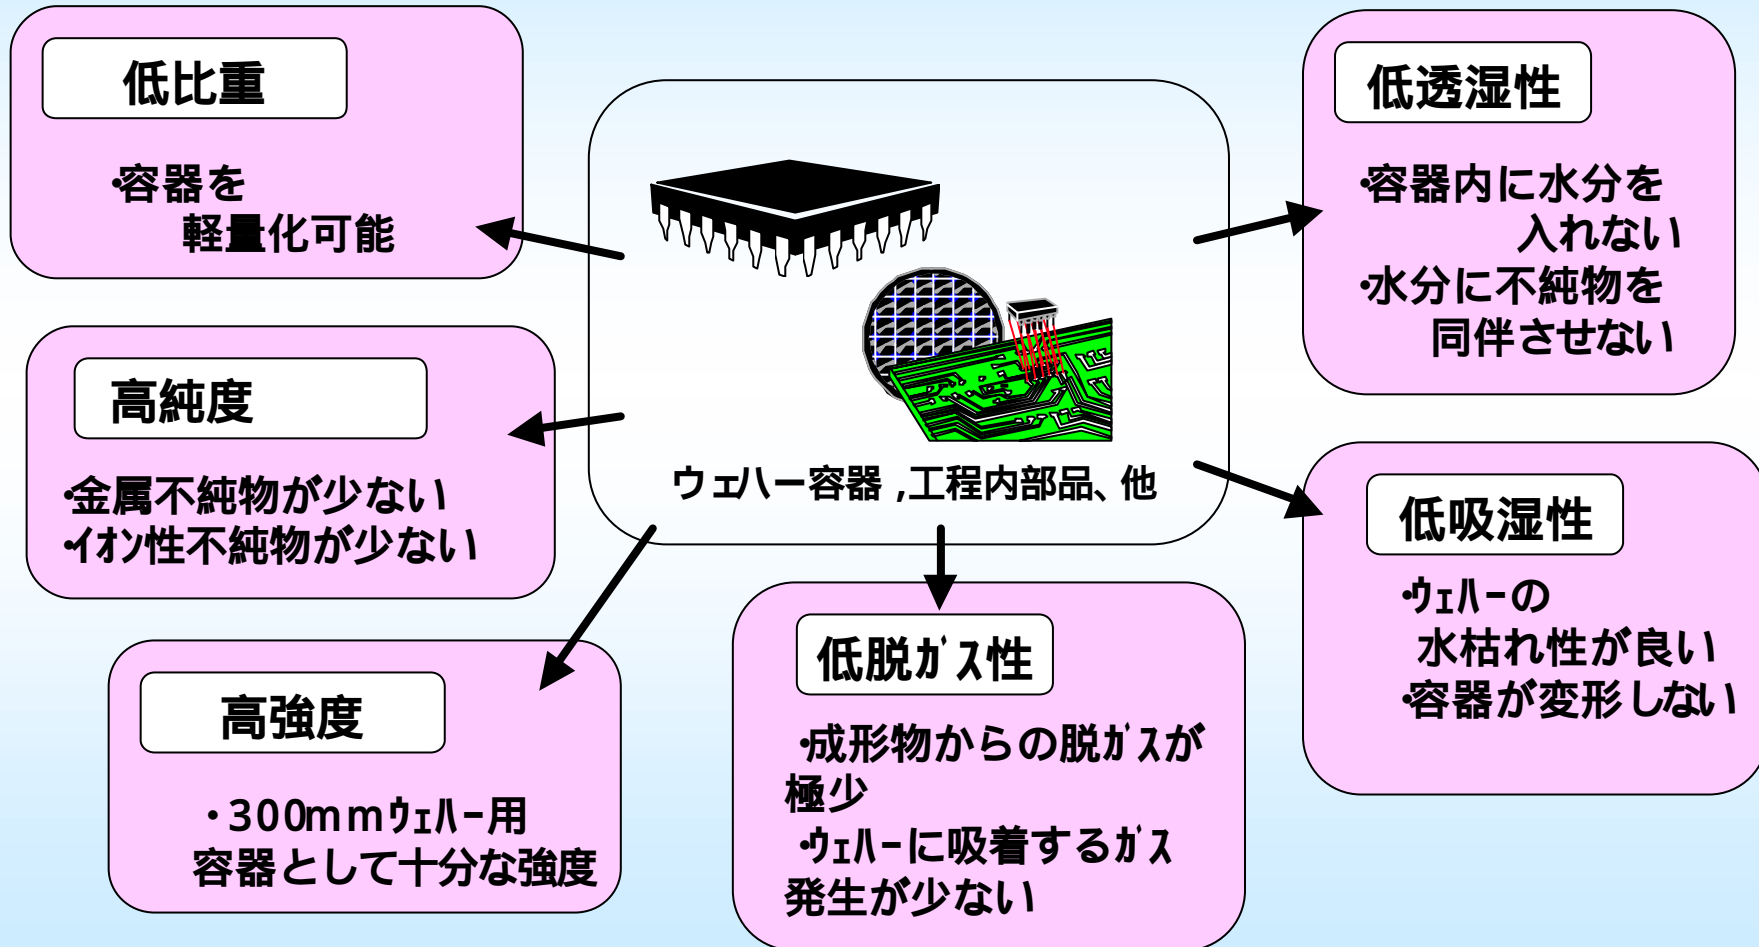 低比重
･容器を
軽量化可能
高純度
･金属不純物が少ない
･ｲｵﾝ性不純物が少ない
高強度
・300mmｳｪﾊｰ用
容器として十分な強度
ウェハー容器 ,工程内部品、他
低脱ｶﾞｽ性
･成形物からの脱ｶﾞｽが
極少
･ｳｪﾊｰに吸着するｶﾞｽ
発生が少ない
低透湿性
･容器内に水分を
入れない
･水分に不純物を
同伴させない
低吸湿性
･ｳｪﾊｰの
水枯れ性が良い
･容器が変形しない